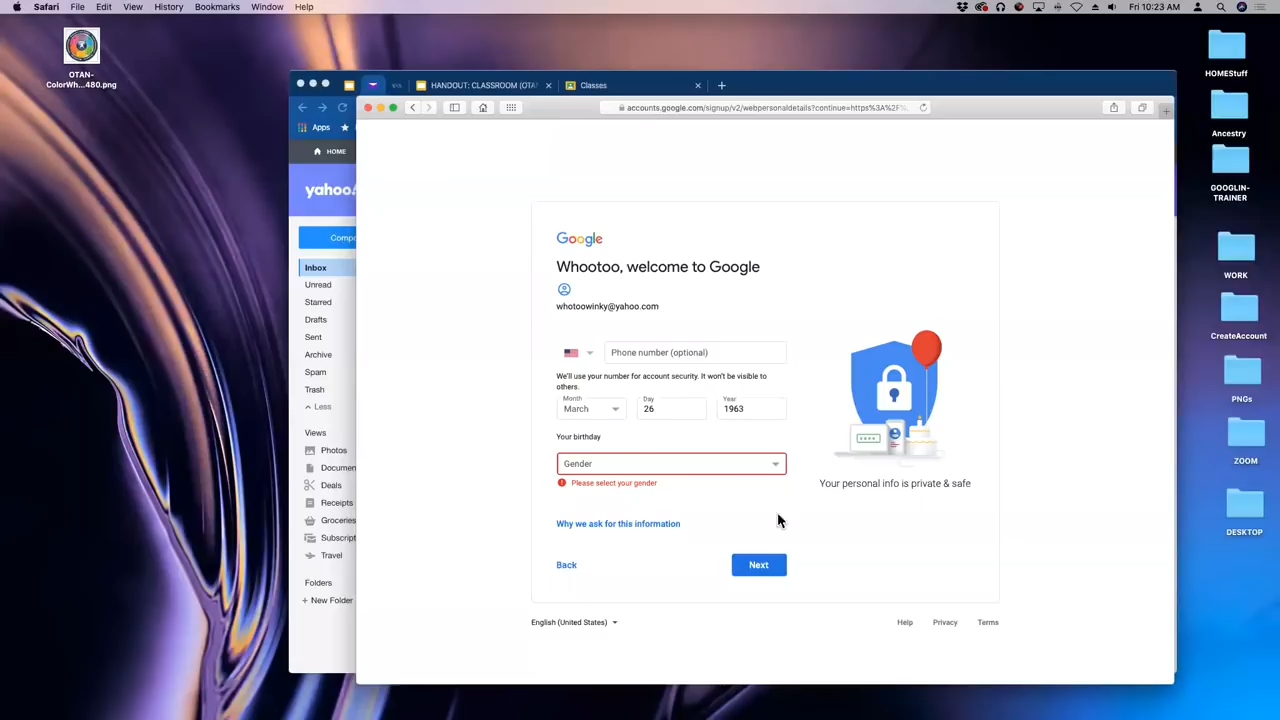 Safari File Edit View History Bookmarks Window Help
Fri 10:23 AM
OTAN-
ColorWh...480.png
HOMEStuff
Ancestry
GOOGLIN-
TRAINER
WORK
CreateAccount
PNGs
ZOOM
DESKTOP
HANDOUT: CLASSROOM (OTA
Classes
accounts.google.com/signup/v2/webpersonaldetails?continue=https%3A%2F%
Apps
HOME
yahoo!
Compo
Inbox
Unread
Starred
Drafts
Sent
Archive
Spam
Trash
Less
Views
Photos
Documen
Deals
Receipts
Groceries
Subscript
Travel
Folders
+ New Folder
Google
Whootoo, welcome to Google
whotoowinky@yahoo.com
Phone number (optional)
We'll use your number for account security. It won't be visible to
others.
Month
March
Day
26
Year
1963
Your birthday
Gender
Please select your gender
Why we ask for this information
Back
Next
Your personal info is private & safe
English (United States)
Help Privacy Terms